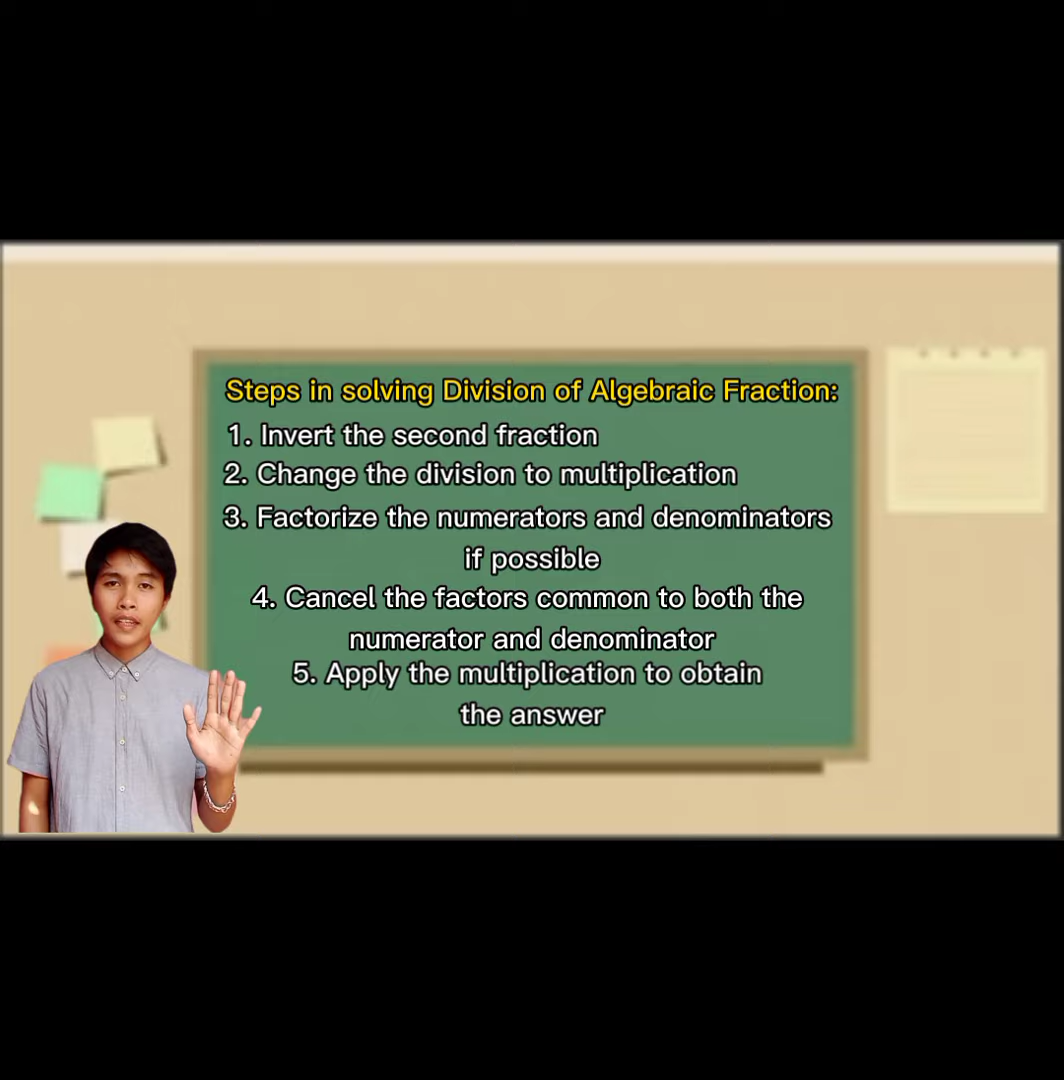 Steps in solving Division of Algebraic Fraction:
1. Invert the second fraction
2. Change the division to multiplication
3. Factorize the numerators and denominators
if possible
4. Cancel the factors common to both the
numerator and denominator
5. Apply the multiplication to obtain
the answer